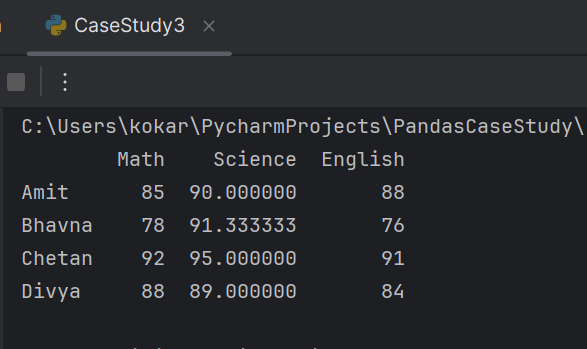 CaseStudy3
C:\Users\kokar\PycharmProjects\PandasCaseStudy\
Math Science English
Amit 85 90.000000 88
Bhavna 78 91.333333 76
Chetan 92 95.000000 91
Divya 88 89.000000 84